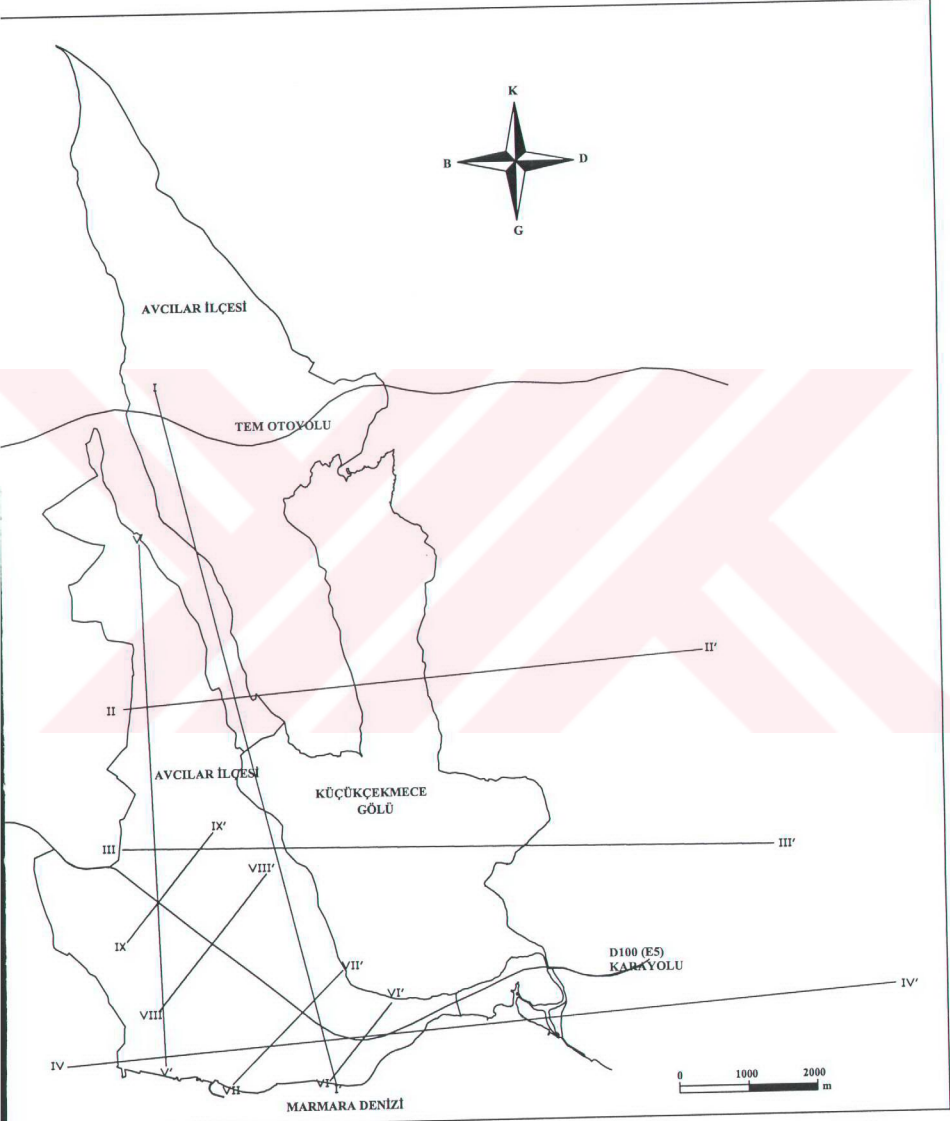 K
B
D
G
AVCILAR İLÇESİ
I
TEM OTOYOLU
V
II'
II
AVCILAR İLÇESİ
KÜÇÜKÇEKMECE
GÖLÜ
IX'
III
III'
VIII'
IX
D100 (E5)
KARAYOLU
VII'
IV'
VI'
VIII
IV
V'
VII
VI
I'
0 1000 2000
m
MARMARA DENİZİ